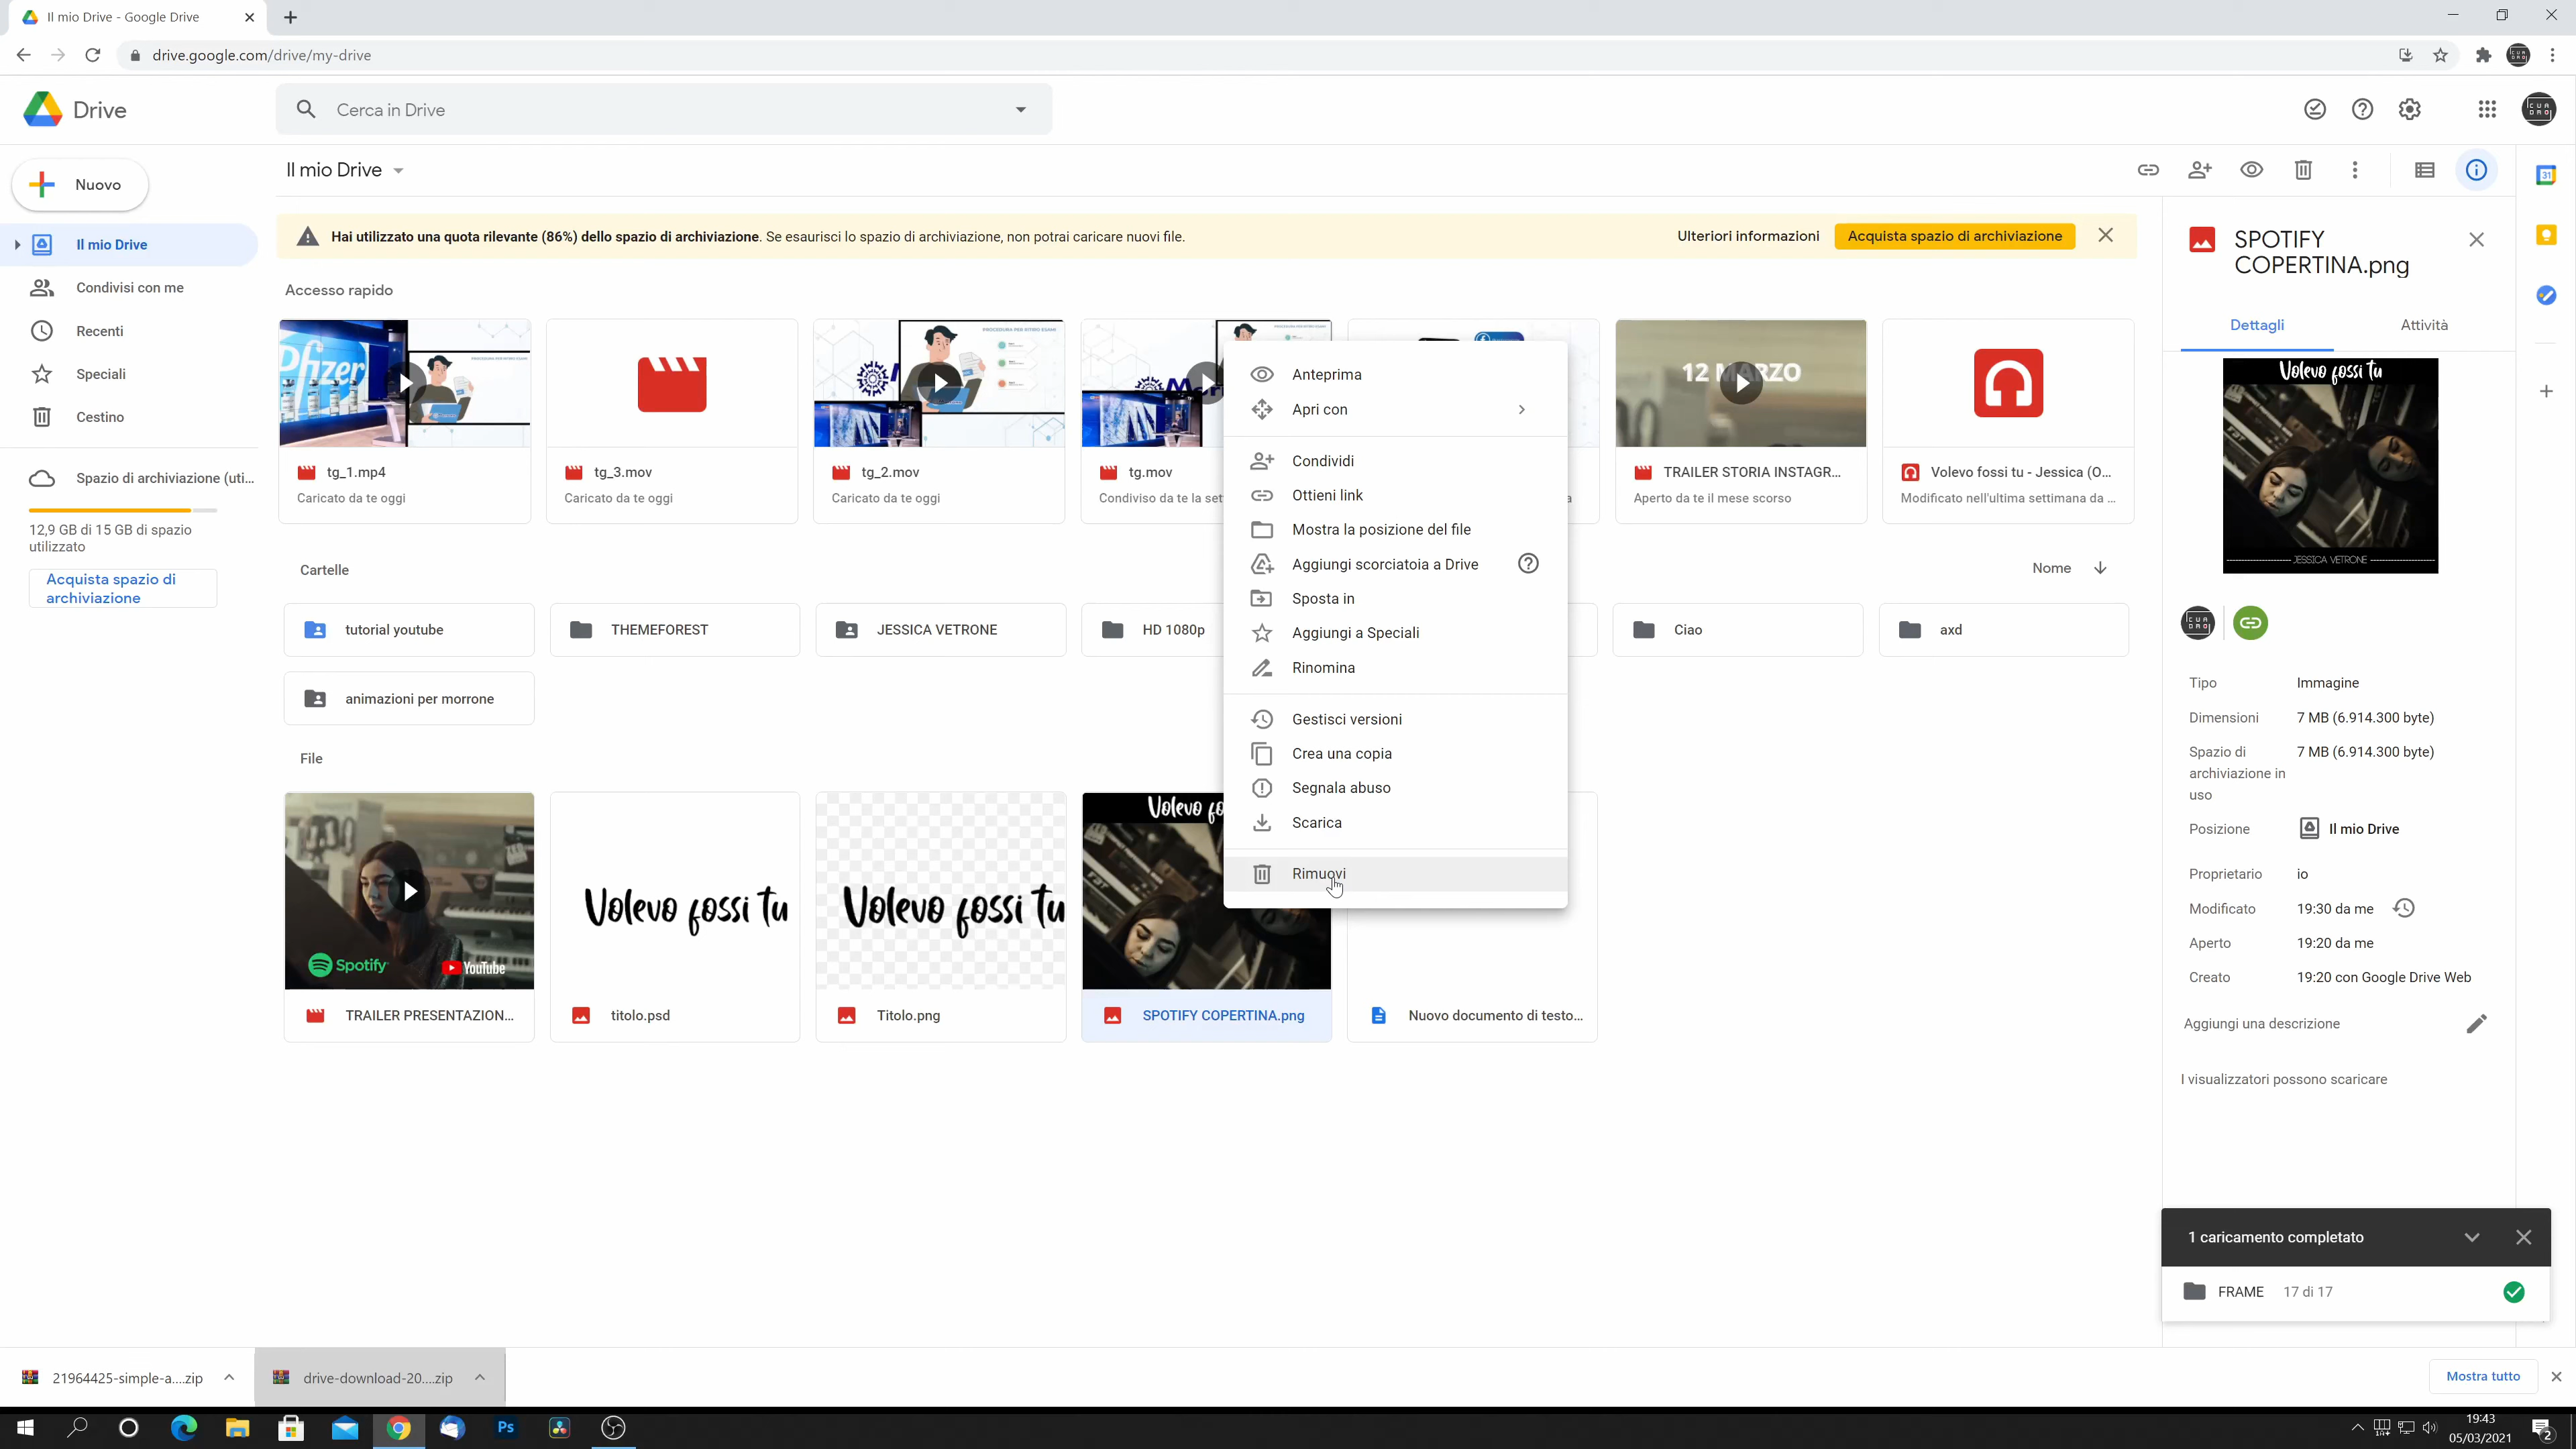 Il mio Drive - Google Drive
drive.google.com/drive/my-drive
Drive
Cerca in Drive
Nuovo
Il mio Drive
Condivisi con me
Recenti
Speciali
Cestino
Spazio di archiviazione (uti...
12,9 GB di 15 GB di spazio
utilizzato
Acquista spazio di
archiviazione
Il mio Drive
Hai utilizzato una quota rilevante (86%) dello spazio di archiviazione. Se esaurisci lo spazio di archiviazione, non potrai caricare nuovi file.
Ulteriori informazioni
Acquista spazio di archiviazione
Accesso rapido
Pfizer
PROCEDURA PER RITIRO ESAMI
12 MARZO
tg_1.mp4
Caricato da te oggi
tg_3.mov
Caricato da te oggi
tg_2.mov
Caricato da te oggi
tg.mov
Condiviso da te la set
TRAILER STORIA INSTAGR...
Aperto da te il mese scorso
Volevo fossi tu - Jessica (O...
Modificato nell'ultima settimana da ...
Cartelle
Nome
tutorial youtube
THEMEFOREST
JESSICA VETRONE
HD 1080p
Ciao
axd
animazioni per morrone
File
Spotify
YouTube
Volevo fossi tu
Volevo fossi tu
Volevo fo
TRAILER PRESENTAZION...
titolo.psd
Titolo.png
SPOTIFY COPERTINA.png
Nuovo documento di testo...
Anteprima
Apri con
Condividi
Ottieni link
Mostra la posizione del file
Aggiungi scorciatoia a Drive
Sposta in
Aggiungi a Speciali
Rinomina
Gestisci versioni
Crea una copia
Segnala abuso
Scarica
Rimuovi
SPOTIFY
COPERTINA.png
Dettagli
Attività
Volevo fossi tu
JESSICA VETRONE
Tipo
Immagine
Dimensioni
7 MB (6.914.300 byte)
Spazio di
archiviazione in
uso
7 MB (6.914.300 byte)
Posizione
Il mio Drive
Proprietario
io
Modificato
19:30 da me
Aperto
19:20 da me
Creato
19:20 con Google Drive Web
Aggiungi una descrizione
I visualizzatori possono scaricare
31
1 caricamento completato
FRAME 17 di 17
21964425-simple-a....zip
drive-download-20....zip
Mostra tutto
Ps
19:43
05/03/2021
2